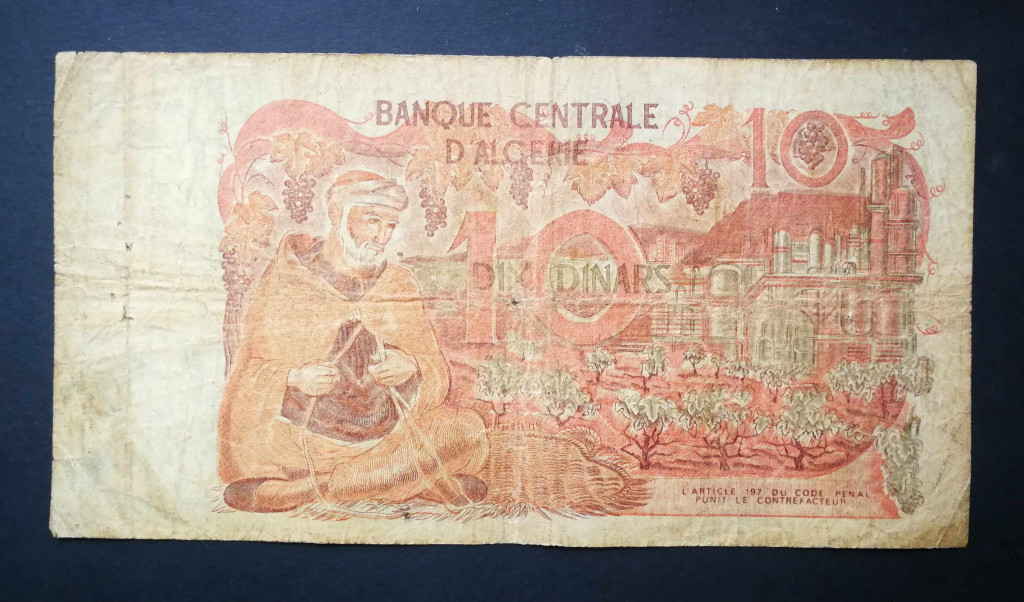 BANQUE CENTRALE
D'ALGERIE
10
10
DIX DINARS
L'ARTICLE 197 DU CODE PENAL
PUNIT LE CONTREFACTEUR